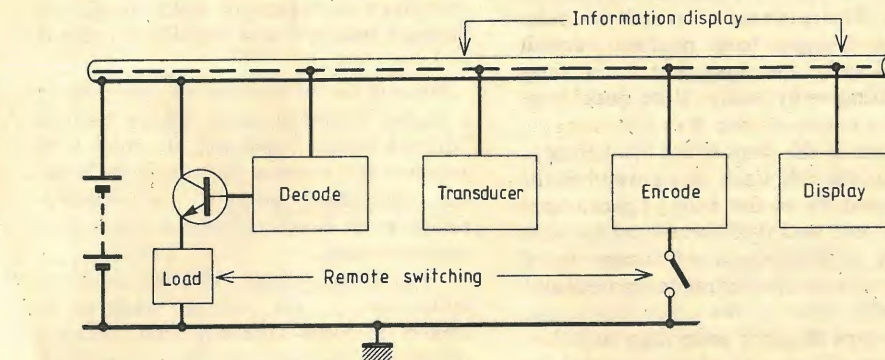 Information display
Decode
Transducer
Encode
Display
Load
Remote switching